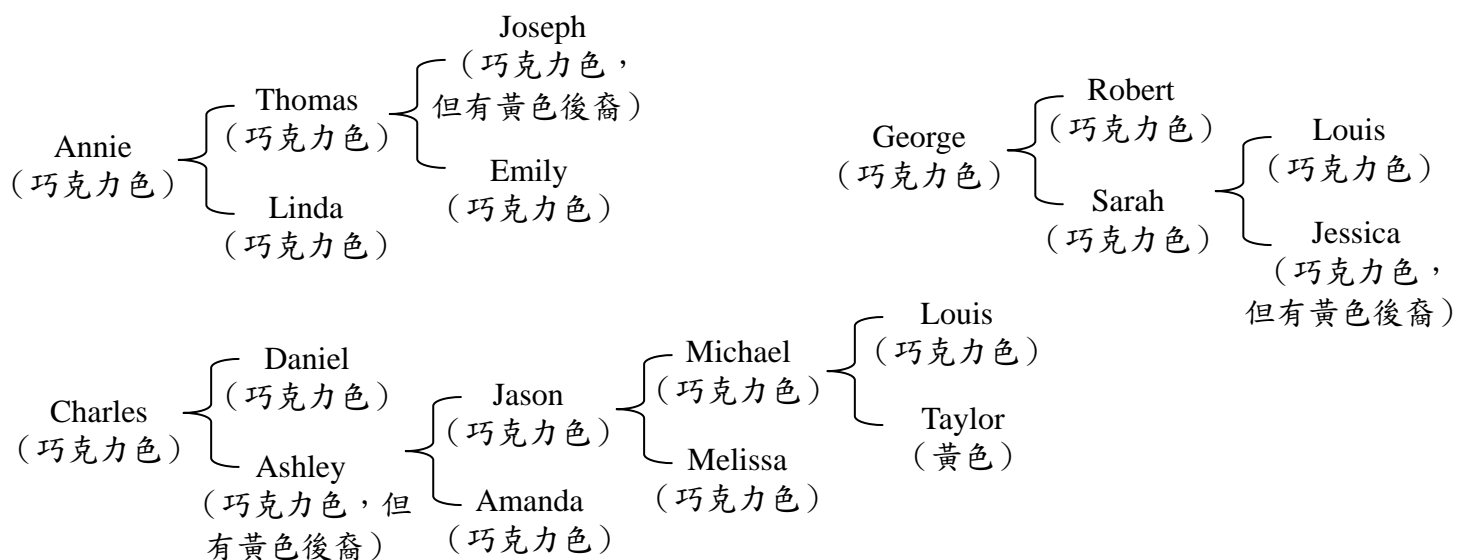 Joseph
（巧克力色，
但有黃色後裔）
Thomas
（巧克力色）
Emily
（巧克力色）
Annie
（巧克力色）
Linda
（巧克力色）
Robert
（巧克力色）
George
（巧克力色）
Louis
（巧克力色）
Sarah
（巧克力色）
Jessica
（巧克力色，
但有黃色後裔）
Louis
（巧克力色）
Michael
（巧克力色）
Taylor
（黃色）
Daniel
（巧克力色）
Jason
（巧克力色）
Charles
（巧克力色）
Melissa
（巧克力色）
Ashley
（巧克力色，但
有黃色後裔）
Amanda
（巧克力色）